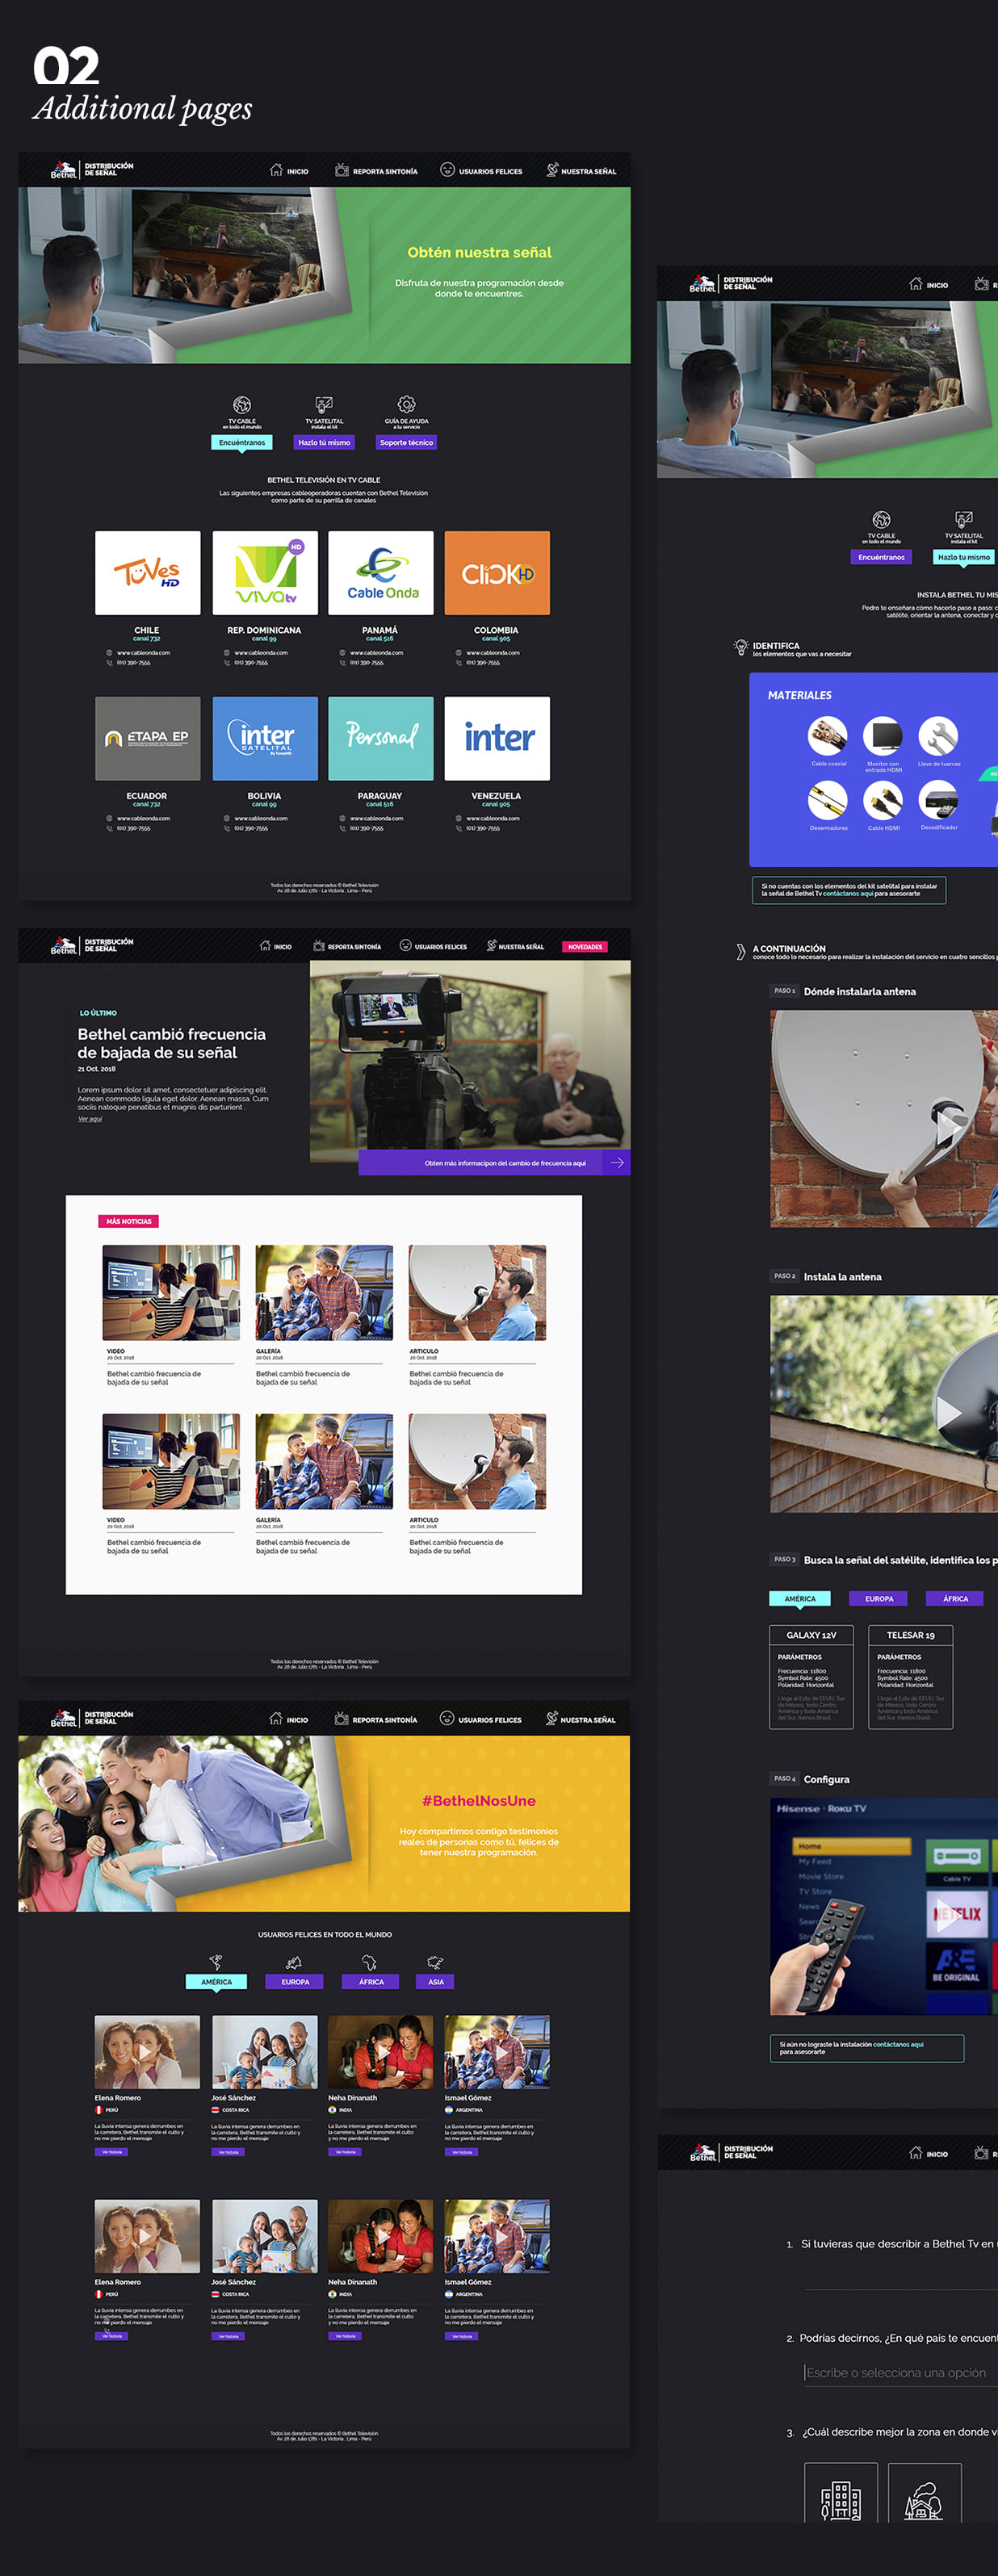 02
Additional pages
Bethel
DISTRIBUCIÓN
DE SEÑAL
INICIO
REPORTA SINTONÍA
USUARIOS FELICES
NUESTRA SEÑAL
Obtén nuestra señal
Disfruta de nuestra programación desde
donde te encuentres.
TV CABLE
en todo el mundo
Encuéntranos
TV SATELITAL
instala el kit
Hazlo tú mismo
GUÍA DE AYUDA
a tu servicio
Soporte técnico
BETHEL TELEVISIÓN EN TV CABLE
Las siguientes empresas cableoperadoras cuentan con Bethel Televisión
como parte de su parrilla de canales
TuVes HD
CHILE
canal 732
www.cableonda.com
(01) 390-7555
HD
Vivatv
REP. DOMINICANA
canal 99
www.cableonda.com
(01) 390-7555
Cable Onda
PANAMÁ
canal 516
www.cableonda.com
(01) 390-7555
CliCK HD
COLOMBIA
canal 905
www.cableonda.com
(01) 390-7555
ETAPA EP
ECUADOR
canal 732
www.cableonda.com
(01) 390-7555
inter
SATELITAL
BOLIVIA
canal 99
www.cableonda.com
(01) 390-7555
Personal
PARAGUAY
canal 516
www.cableonda.com
(01) 390-7555
inter
VENEZUELA
canal 905
www.cableonda.com
(01) 390-7555
Todos los derechos reservados © Bethel Televisión
Av. 28 de Julio 1781 - La Victoria , Lima - Perú
Bethel
DISTRIBUCIÓN
DE SEÑAL
INICIO
REPORTA SINTONÍA
USUARIOS FELICES
NUESTRA SEÑAL
NOVEDADES
LO ÚLTIMO
Bethel cambió frecuencia
de bajada de su señal
21 Oct. 2018
Lorem ipsum dolor sit amet, consectetuer adipiscing elit.
Aenean commodo ligula eget dolor. Aenean massa. Cum
sociis natoque penatibus et magnis dis parturient .
Ver aquí
Obten más informacipon del cambio de frecuencia aquí
MÁS NOTICIAS
VIDEO
20 Oct. 2018
Bethel cambió frecuencia de
bajada de su señal
GALERÍA
20 Oct. 2018
Bethel cambió frecuencia de
bajada de su señal
ARTICULO
20 Oct. 2018
Bethel cambió frecuencia de
bajada de su señal
VIDEO
20 Oct. 2018
Bethel cambió frecuencia de
bajada de su señal
GALERÍA
20 Oct. 2018
Bethel cambió frecuencia de
bajada de su señal
ARTICULO
20 Oct. 2018
Bethel cambió frecuencia de
bajada de su señal
Todos los derechos reservados © Bethel Televisión
Av. 28 de Julio 1781 - La Victoria , Lima - Perú
Bethel
DISTRIBUCIÓN
DE SEÑAL
INICIO
REPORTA SINTONÍA
USUARIOS FELICES
NUESTRA SEÑAL
#BethelNosUne
Hoy compartimos contigo testimonios
reales de personas como tú, felices de
tener nuestra programación.
USUARIOS FELICES EN TODO EL MUNDO
AMÉRICA
EUROPA
ÁFRICA
ASIA
Elena Romero
PERÚ
La lluvia intensa genera derrumbes en
la carretera, Bethel transmite el culto y
no me pierdo el mensaje
Ver historia
José Sánchez
COSTA RICA
La lluvia intensa genera derrumbes en
la carretera, Bethel transmite el culto y
no me pierdo el mensaje
Ver historia
Neha Dinanath
INDIA
La lluvia intensa genera derrumbes en
la carretera, Bethel transmite el culto
y no me pierdo el mensaje
Ver historia
Ismael Gómez
ARGENTINA
La lluvia intensa genera derrumbes en
la carretera, Bethel transmite el culto y
no me pierdo el mensaje
Ver historia
Elena Romero
PERÚ
La lluvia intensa genera derrumbes en
la carretera, Bethel transmite el culto y
no me pierdo el mensaje
Ver historia
José Sánchez
COSTA RICA
La lluvia intensa genera derrumbes en
la carretera, Bethel transmite el culto y
no me pierdo el mensaje
Ver historia
Neha Dinanath
INDIA
La lluvia intensa genera derrumbes en
la carretera, Bethel transmite el culto
y no me pierdo el mensaje
Ver historia
Ismael Gómez
ARGENTINA
La lluvia intensa genera derrumbes en
la carretera, Bethel transmite el culto y
no me pierdo el mensaje
Ver historia
Todos los derechos reservados © Bethel Televisión
Av. 28 de Julio 1781 - La Victoria , Lima - Perú
Bethel
DISTRIBUCIÓN
DE SEÑAL
INICIO
R
TV CABLE
en todo el mundo
Encuéntranos
TV SATELITAL
instala el kit
Hazlo tu mismo
INSTALA BETHEL TU MIS
Pedro te enseñara cómo hacerlo paso a paso: c
satélite, orientar la antena, conectar y c
IDENTIFICA
los elementos que vas a necesitar
MATERIALES
Cable coaxial
Monitor con
entrada HDMI
Llave de tuercas
Desarmadores
Cable HDMI
Decodificador
Si no cuentas con los elementos del kit satelital para instalar
la señal de Bethel Tv contáctanos aquí para asesorarte
A CONTINUACIÓN
conoce todo lo necesario para realizar la instalación del servicio en cuatro sencillos p
PASO 1
Dónde instalarla antena
PASO 2
Instala la antena
PASO 3
Busca la señal del satélite, identifica los p
AMÉRICA
EUROPA
ÁFRICA
GALAXY 12V
PARÁMETROS
Frecuencia: 11800
Symbol Rate: 4500
Polaridad: Horizontal
Llega al Este de EEUU, Sur
de México, todo Centro
América y todo América
del Sur, menos Brasil.
TELESAR 19
PARÁMETROS
Frecuencia: 11800
Symbol Rate: 4500
Polaridad: Horizontal
Llega al Este de EEUU, Sur
de México, todo Centro
América y todo América
del Sur, menos Brasil.
PASO 4
Configura
Hisense · Roku TV
Home
My Feed
Movie Store
TV Store
News
Cable TV
NETFLIX
A&E
BE ORIGINAL
Si aún no lograste la instalación contáctanos aquí
para asesorarte
Bethel
DISTRIBUCIÓN
DE SEÑAL
INICIO
R
1. Si tuvieras que describir a Bethel Tv en
2. Podrías decirnos, ¿En qué país te encuent
Escribe o selecciona una opción
3. ¿Cuál describe mejor la zona en donde v